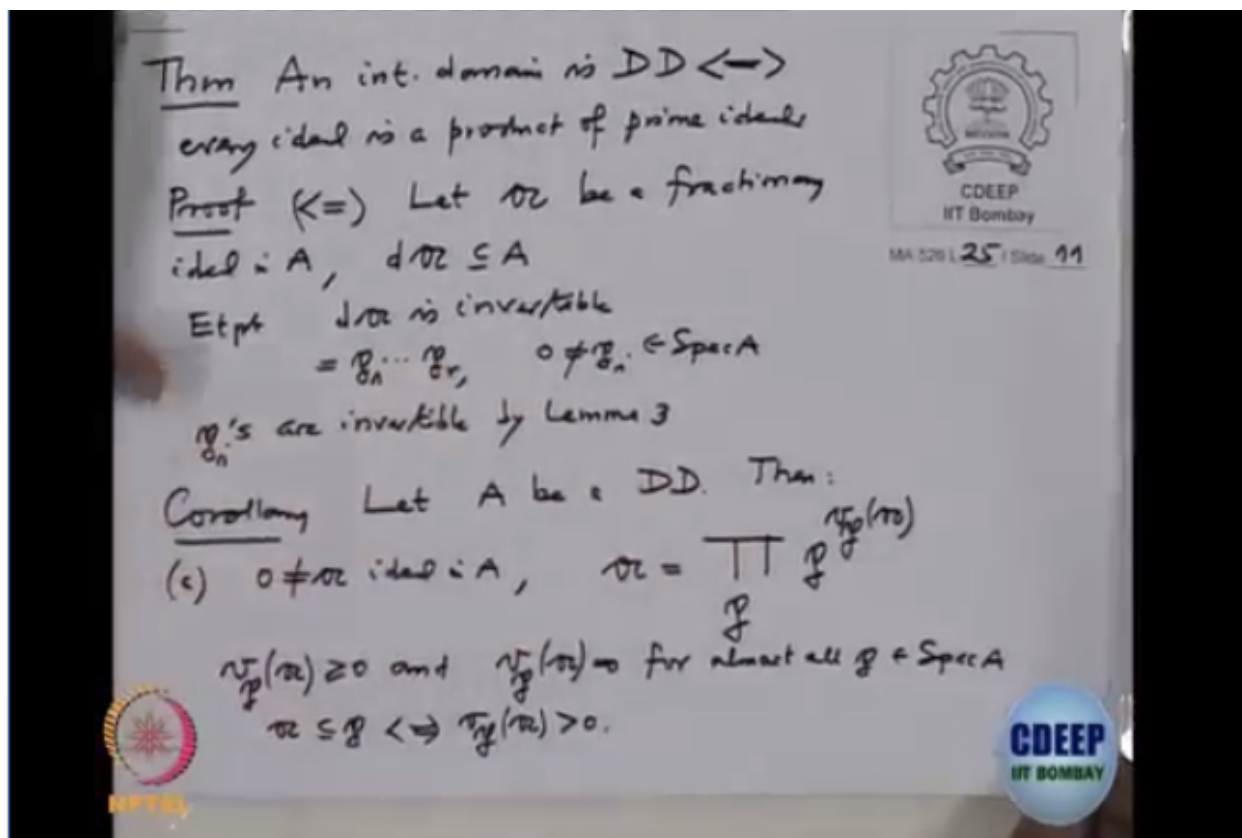 Thm An int. domain is DD <=>
every ideal is a product of prime ideals
Proof (<=) Let 𝔞 be a fractionary
ideal in A, d𝔞 ⊆ A
Etpt d𝔞 is invertible
= 𝔭₁ ... 𝔭ᵣ, 0 ≠ 𝔭ᵢ ∈ Spec A
𝔭ᵢ's are invertible by Lemma 3
Corollary Let A be a DD. Then:
0 ≠ 𝔞 ideal in A, 𝔞 = ∏_𝔭 𝔭^{v_𝔭(𝔞)}
v_𝔭(𝔞) ≥ 0 and v_𝔭(𝔞) = 0 for almost all 𝔭 ∈ Spec A
𝔞 ⊆ 𝔭 <=> v_𝔭(𝔞) > 0.
CDEEP
IIT Bombay
MA 526 L 25 / Slide 11
NPTEL
CDEEP
IIT BOMBAY